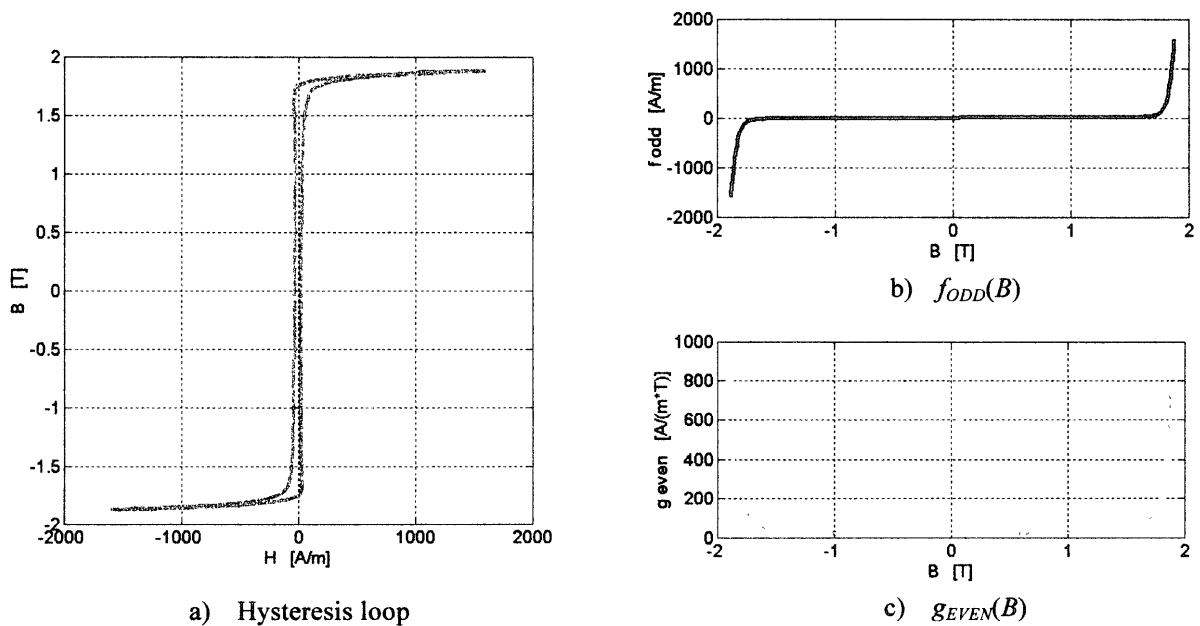 2
1.5
1
0.5
0
-0.5
-1
-1.5
-2
B [T]
-2000 -1000 0 1000 2000
H [A/m]
a) Hysteresis loop
2000
1000
0
-1000
-2000
f odd [A/m]
-2 -1 0 1 2
B [T]
b) fODD(B)
1000
800
600
400
200
0
g even [A/(m*T)]
-2 -1 0 1 2
B [T]
c) gEVEN(B)